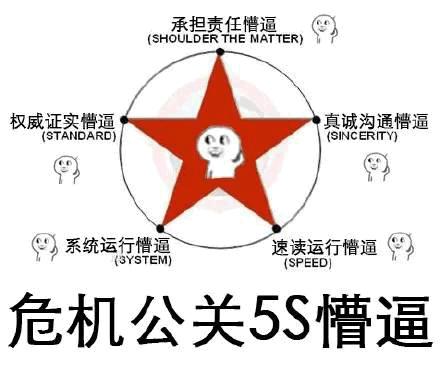 承担责任懵逼
(SHOULDER THE MATTER)
权威证实懵逼
(STANDARD)
真诚沟通懵逼
(SINCERITY)
系统运行懵逼
(SYSTEM)
速读运行懵逼
(SPEED)
危机公关5S懵逼